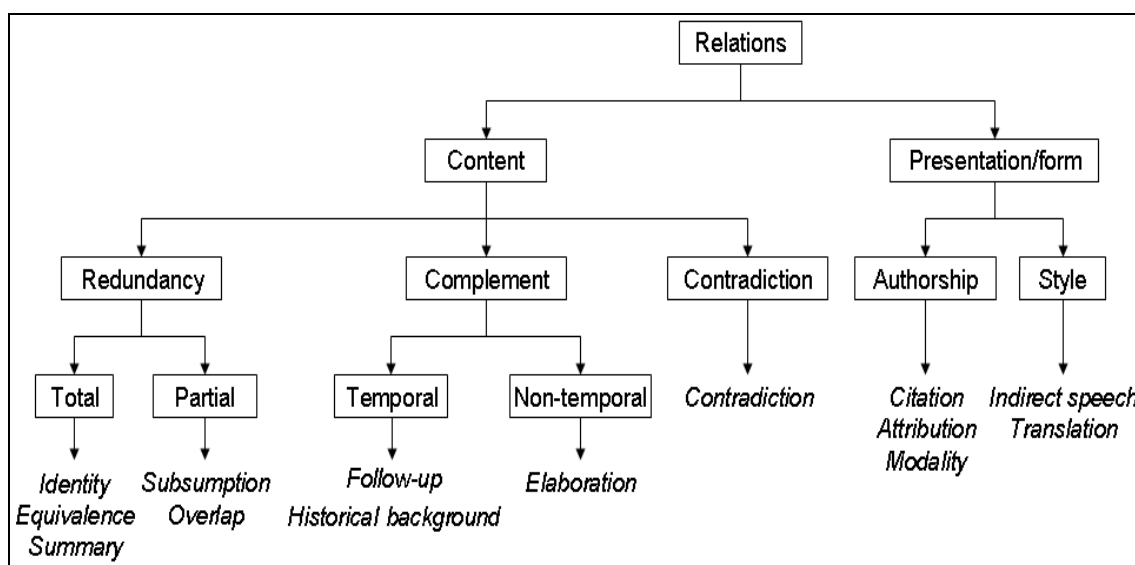 Relations
Content
Presentation/form
Redundancy
Complement
Contradiction
Authorship
Style
Total
Partial
Temporal
Non-temporal
Contradiction
Citation
Attribution
Modality
Indirect speech
Translation
Identity
Equivalence
Summary
Subsumption
Overlap
Follow-up
Historical background
Elaboration